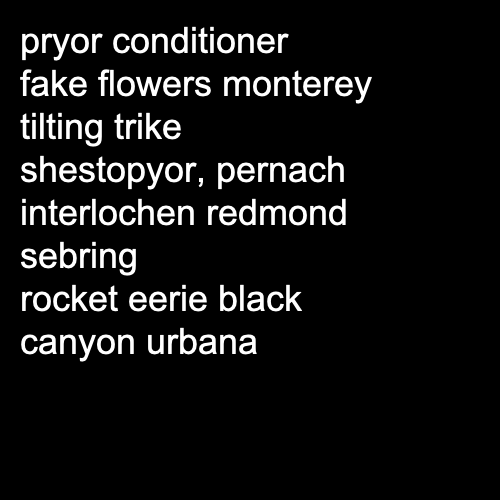 pryor conditioner
fake flowers monterey
tilting trike
shestopyor, pernach
interlochen redmond
sebring
rocket eerie black
canyon urbana